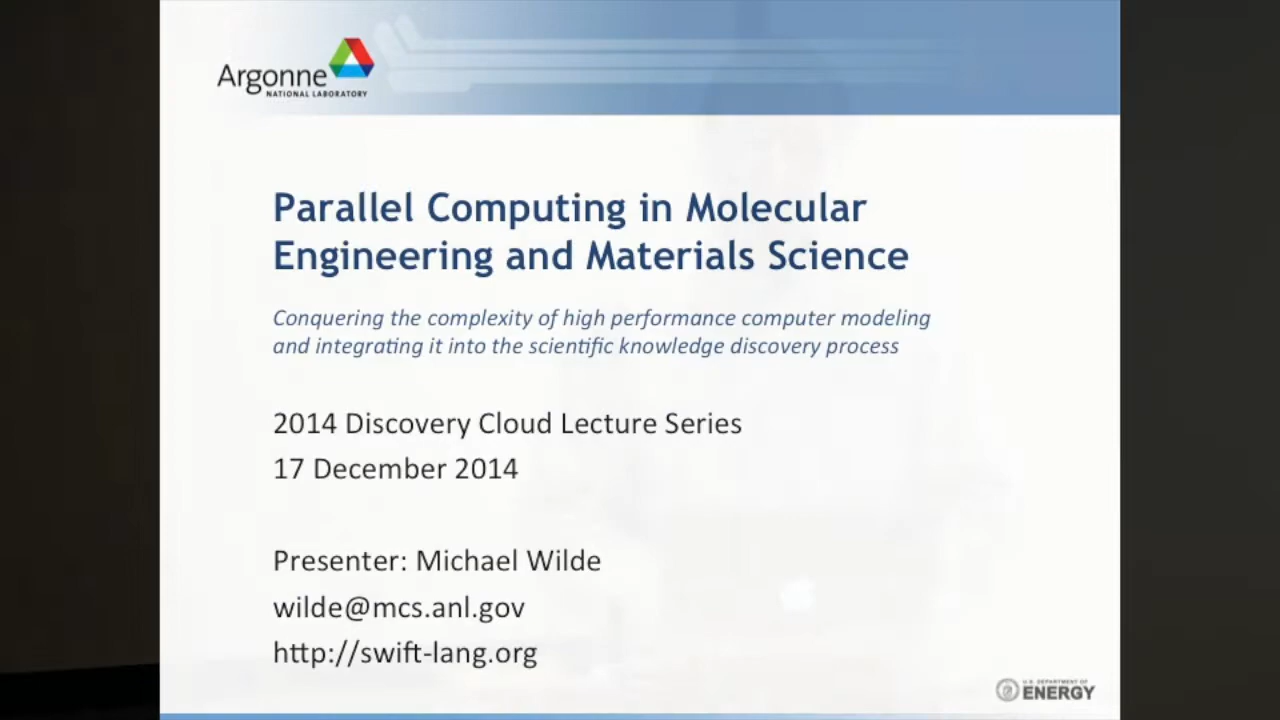 Argonne
NATIONAL LABORATORY
Parallel Computing in Molecular
Engineering and Materials Science
Conquering the complexity of high performance computer modeling
and integrating it into the scientific knowledge discovery process
2014 Discovery Cloud Lecture Series
17 December 2014
Presenter: Michael Wilde
wilde@mcs.anl.gov
http://swift-lang.org
U.S. DEPARTMENT OF
ENERGY